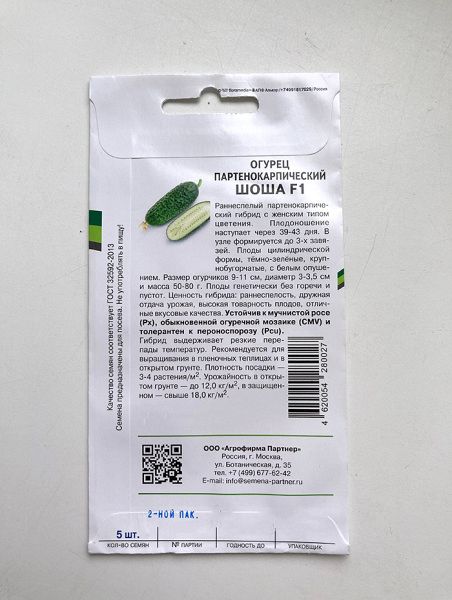 ОГУРЕЦ
ПАРТЕНОКАРПИЧЕСКИЙ
ШОША F1
Раннеспелый партенокарпичес-
кий гибрид с женским типом
цветения. Плодоношение
наступает через 39-43 дня. В
узле формируется до 3-х завя-
зей. Плоды цилиндрической
формы, тёмно-зелёные, круп-
нобугорчатые, с белым опуше-
нием. Размер огурчиков 9-11 см, диаметр 3-3,5 см
и масса 50-80 г. Плоды генетически без горечи и
пустот. Ценность гибрида: раннеспелость, дружная
отдача урожая, высокая товарность плодов, отлич-
ные вкусовые качества. Устойчив к мучнистой росе
(Px), обыкновенной огуречной мозаике (CMV) и
толерантен к пероноспорозу (Pcu).
Гибрид выдерживает резкие пере-
пады температур. Рекомендуется для
выращивания в пленочных теплицах и в
открытом грунте. Плотность посадки —
3-4 растения/м². Урожайность в откры-
том грунте — до 12,0 кг/м², в защищен-
ном — свыше 18,0 кг/м².
4 620054 280027
Качество семян соответствует ГОСТ 32592-2013
Семена предназначены для посева. Не употреблять в пищу!
ООО «Агрофирма Партнер»
Россия, г. Москва,
ул. Ботаническая, д. 35
тел. +7 (499) 677-62-42
E-mail: info@semena-partner.ru
2-НОЙ ПАК.
5 шт.
КОЛ-ВО СЕМЯН
№ ПАРТИИ
ГОДНОСТЬ ДО
УПАКОВЩИК